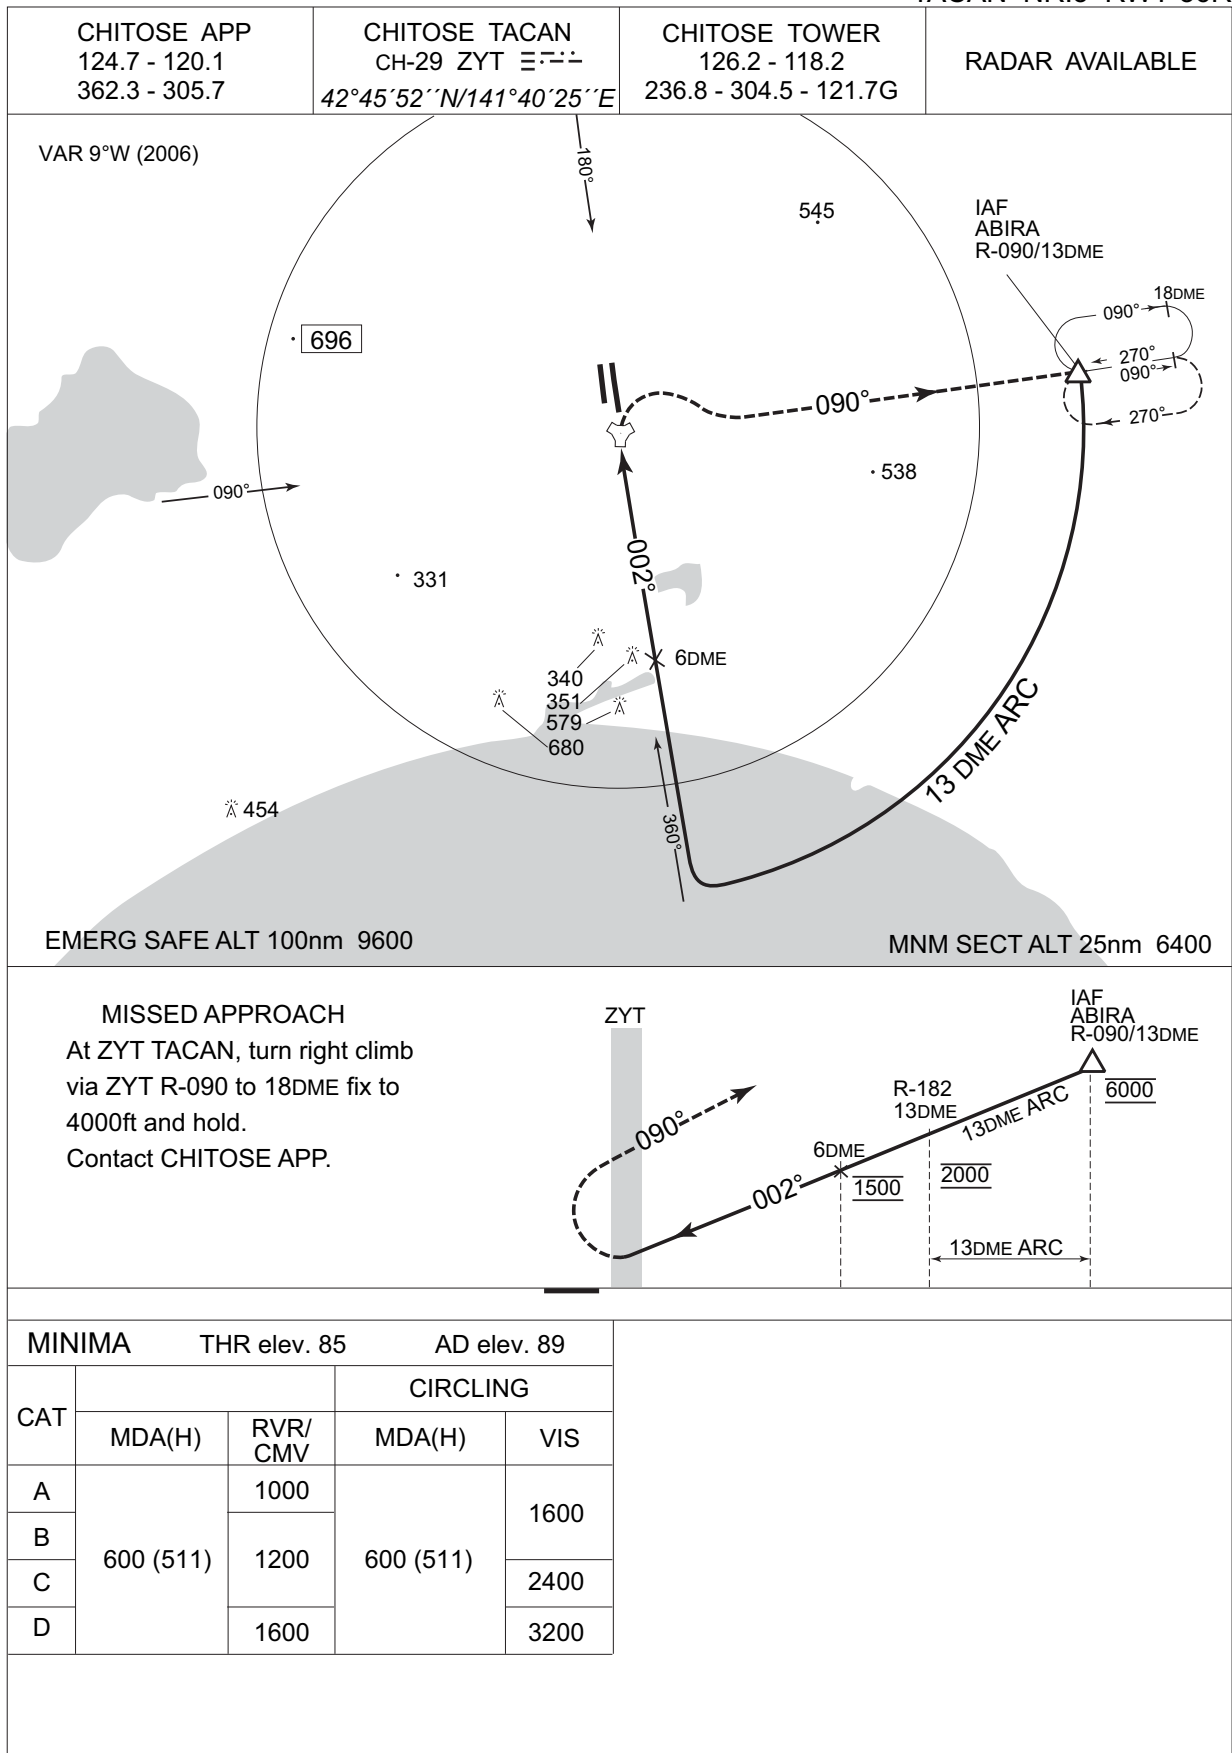 CHITOSE APP
124.7 - 120.1
362.3 - 305.7
CHITOSE TACAN
CH-29 ZYT
42°45´52´´N/141°40´25´´E
CHITOSE TOWER
126.2 - 118.2
236.8 - 304.5 - 121.7G
RADAR AVAILABLE
VAR 9°W (2006)
180°
545
IAF
ABIRA
R-090/13DME
18DME
090°
696
270°
090°
090°
270°
538
090°
002°
331
6DME
340
351
579
680
13 DME ARC
454
360°
EMERG SAFE ALT 100nm 9600
MNM SECT ALT 25nm 6400
MISSED APPROACH
At ZYT TACAN, turn right climb
via ZYT R-090 to 18DME fix to
4000ft and hold.
Contact CHITOSE APP.
ZYT
IAF
ABIRA
R-090/13DME
6000
R-182
13DME
13DME ARC
090°
6DME
2000
1500
002°
13DME ARC
MINIMA THR elev. 85 AD elev. 89
CAT
CIRCLING
MDA(H)
RVR/
CMV
MDA(H)
VIS
A
1000
1600
B
600 (511)
1200
600 (511)
C
2400
D
1600
3200